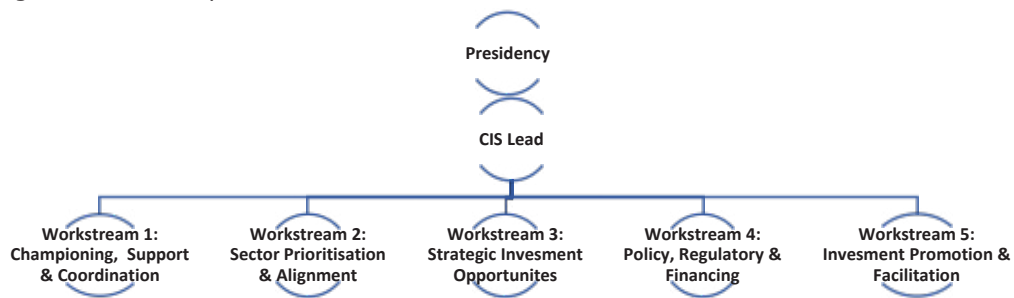 Presidency
CIS Lead
Workstream 1:
Championing, Support
& Coordination
Workstream 2:
Sector Prioritisation
& Alignment
Workstream 3:
Strategic Invesment
Opportunites
Workstream 4:
Policy, Regulatory &
Financing
Workstream 5:
Invesment Promotion &
Facilitation